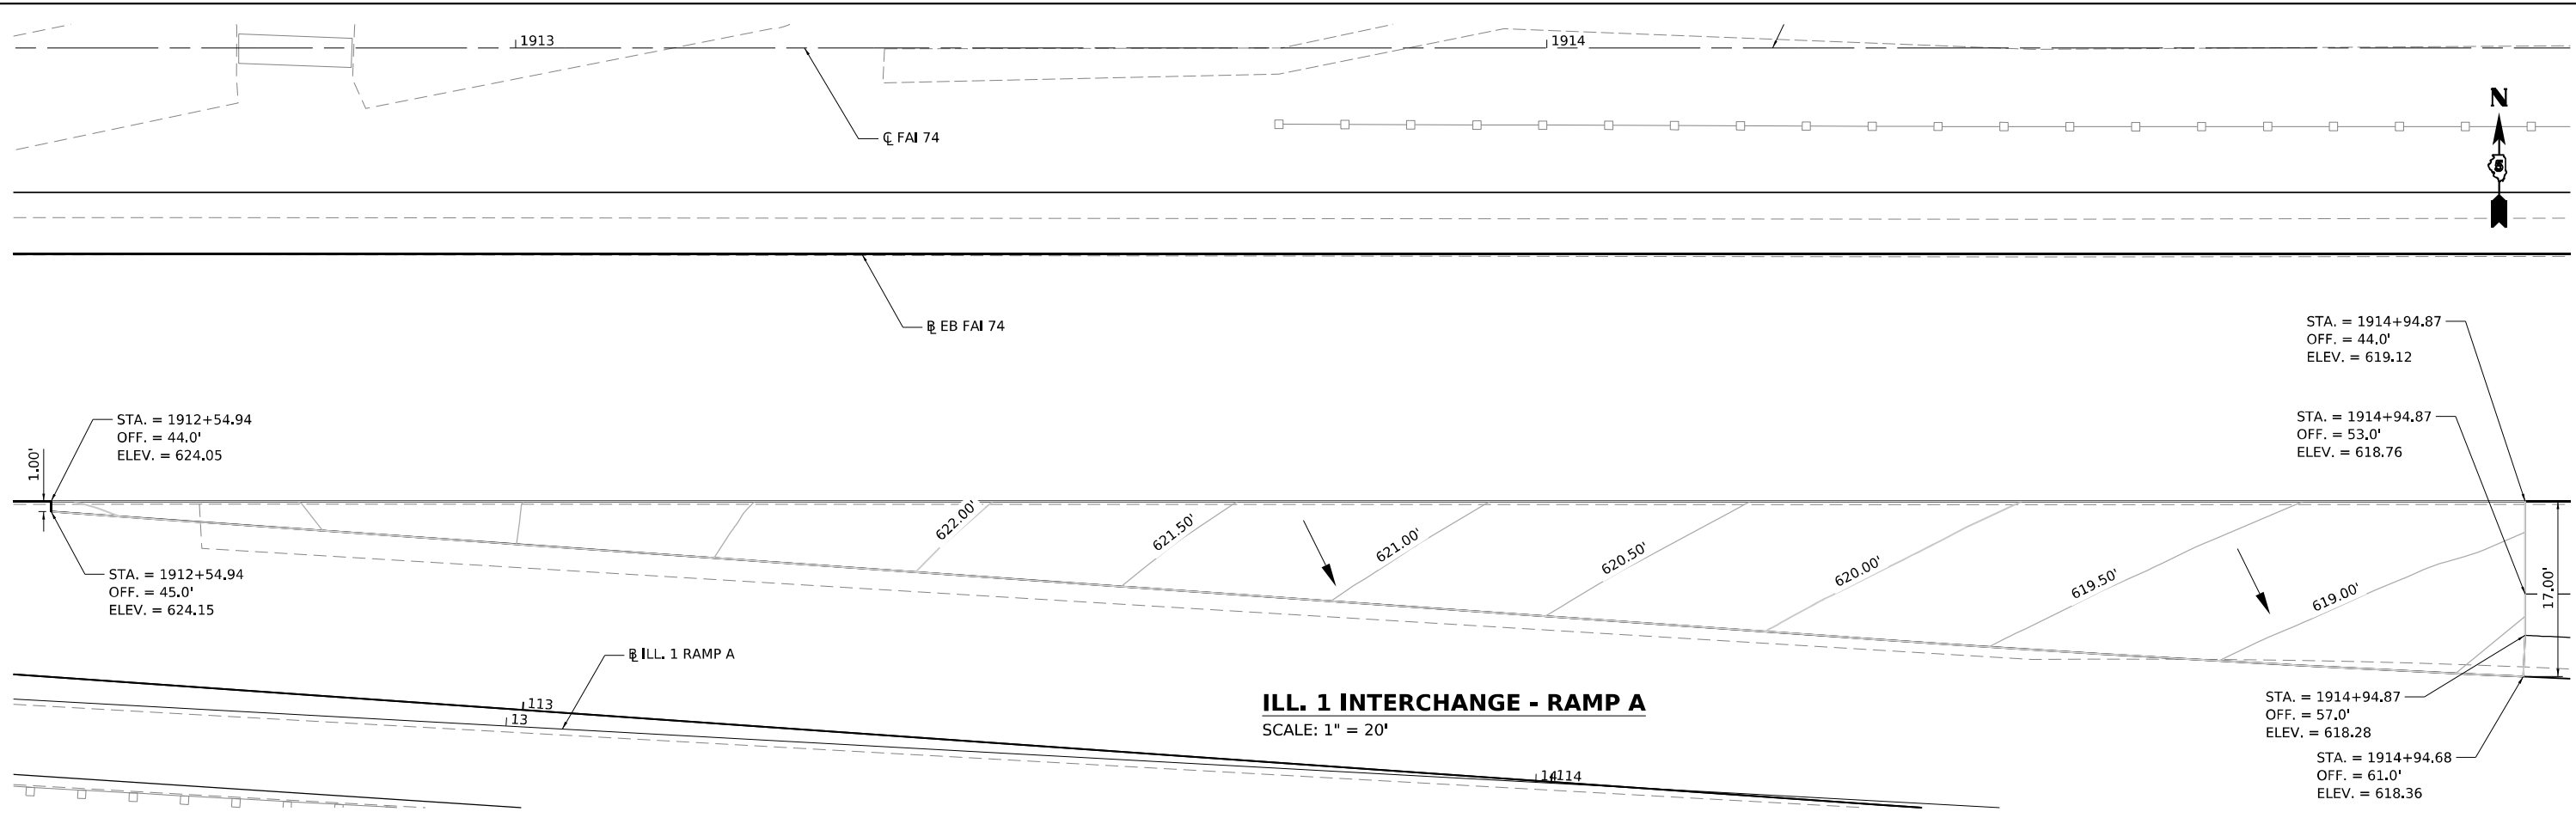 1913
1914
N
5
℄ FAI 74
B̲L EB FAI 74
STA. = 1914+94.87
OFF. = 44.0'
ELEV. = 619.12
STA. = 1912+54.94
OFF. = 44.0'
ELEV. = 624.05
STA. = 1914+94.87
OFF. = 53.0'
ELEV. = 618.76
1.00'
622.00'
621.50'
621.00'
620.50'
620.00'
619.50'
619.00'
17.00'
STA. = 1912+54.94
OFF. = 45.0'
ELEV. = 624.15
BL ILL. 1 RAMP A
113
13
ILL. 1 INTERCHANGE - RAMP A
SCALE: 1" = 20'
STA. = 1914+94.87
OFF. = 57.0'
ELEV. = 618.28
STA. = 1914+94.68
OFF. = 61.0'
ELEV. = 618.36
14
114